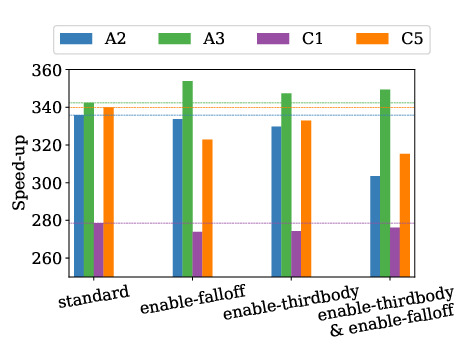 A2 A3 C1 C5
Speed-up
360
340
320
300
280
260
standard
enable-falloff
enable-thirdbody
enable-thirdbody
& enable-falloff